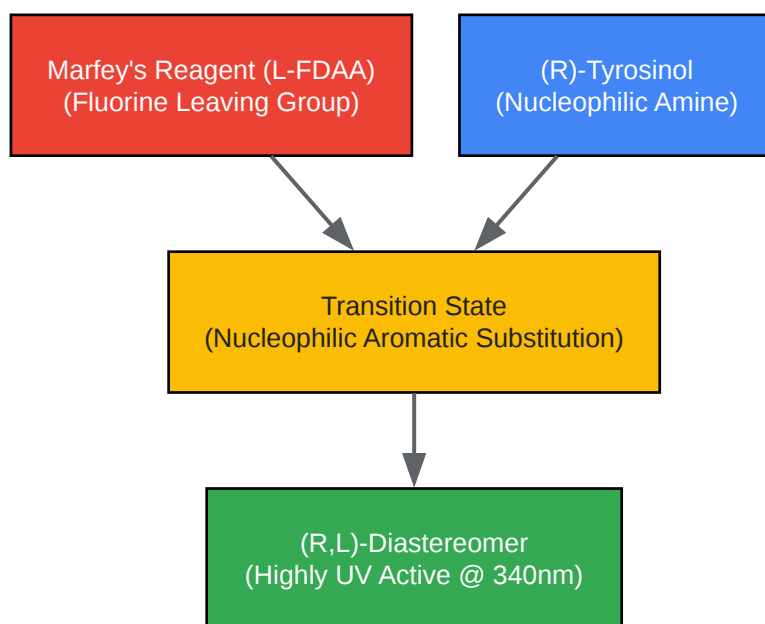 Marfey's Reagent (L-FDAA)
(Fluorine Leaving Group)
(R)-Tyrosinol
(Nucleophilic Amine)
Transition State
(Nucleophilic Aromatic Substitution)
(R,L)-Diastereomer
(Highly UV Active @ 340nm)